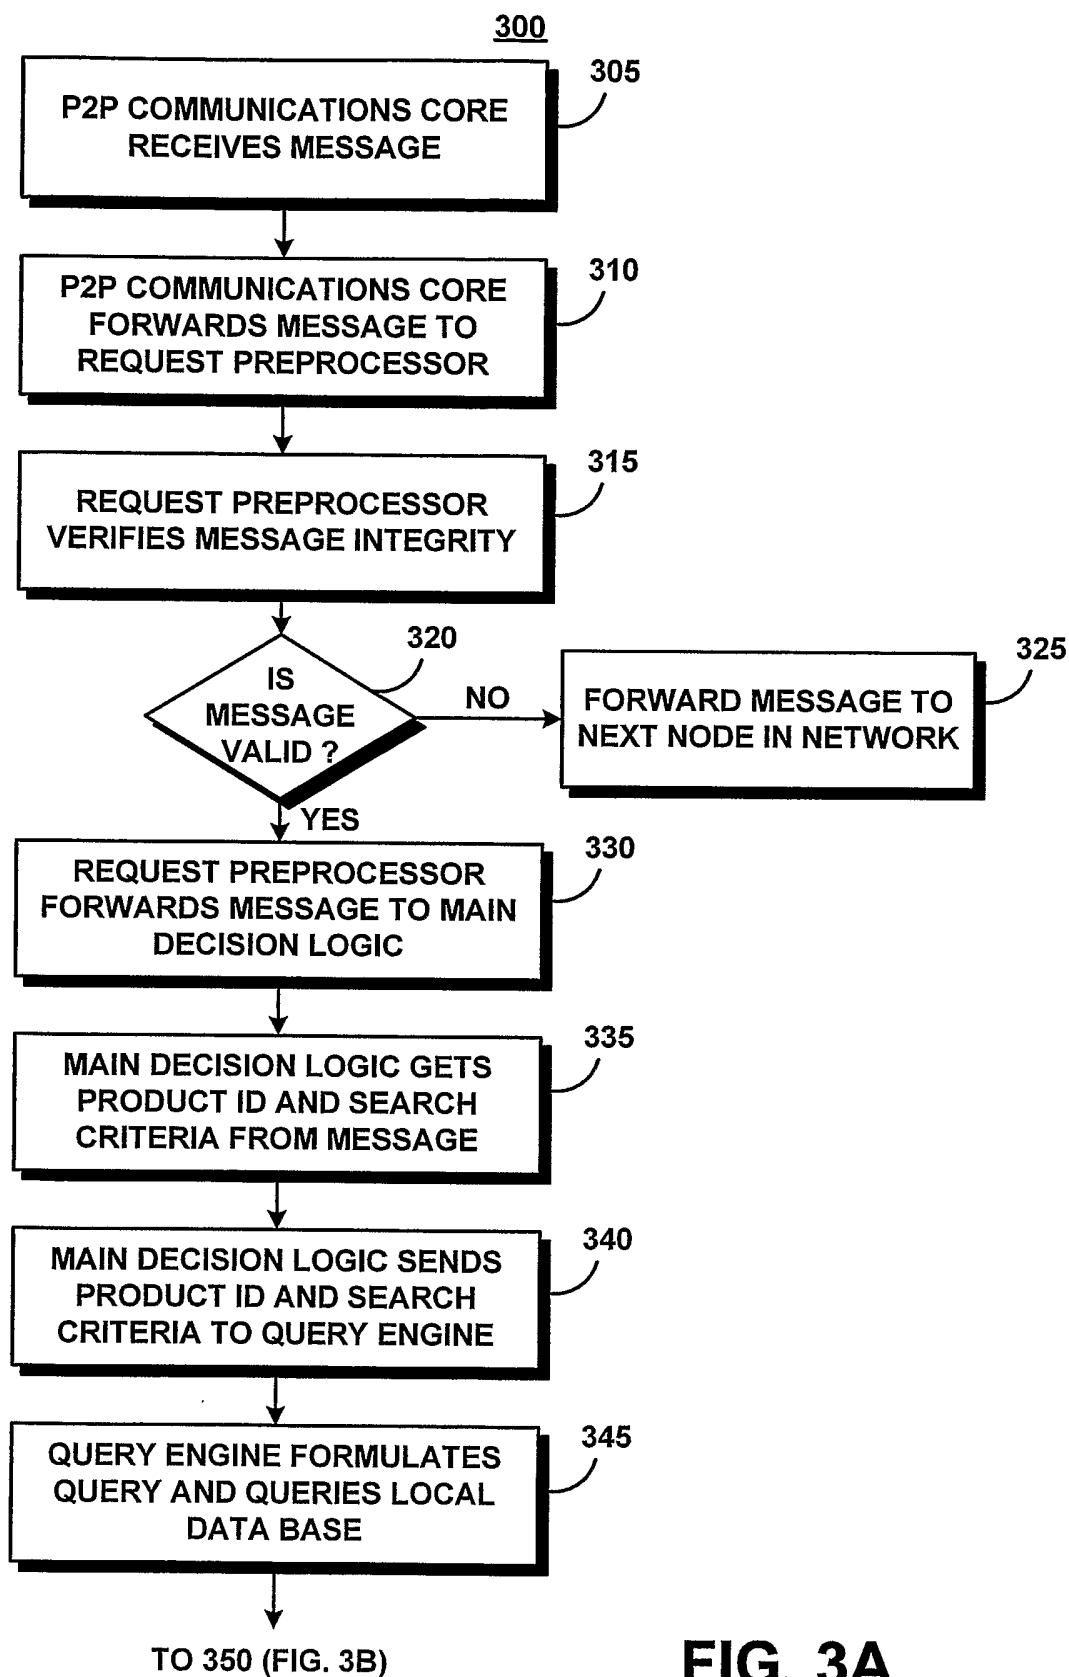 300
P2P COMMUNICATIONS CORE
RECEIVES MESSAGE
305
P2P COMMUNICATIONS CORE
FORWARDS MESSAGE TO
REQUEST PREPROCESSOR
310
REQUEST PREPROCESSOR
VERIFIES MESSAGE INTEGRITY
315
IS
MESSAGE
VALID ?
320
NO
FORWARD MESSAGE TO
NEXT NODE IN NETWORK
325
YES
REQUEST PREPROCESSOR
FORWARDS MESSAGE TO MAIN
DECISION LOGIC
330
MAIN DECISION LOGIC GETS
PRODUCT ID AND SEARCH
CRITERIA FROM MESSAGE
335
MAIN DECISION LOGIC SENDS
PRODUCT ID AND SEARCH
CRITERIA TO QUERY ENGINE
340
QUERY ENGINE FORMULATES
QUERY AND QUERIES LOCAL
DATA BASE
345
TO 350 (FIG. 3B)
FIG. 3A